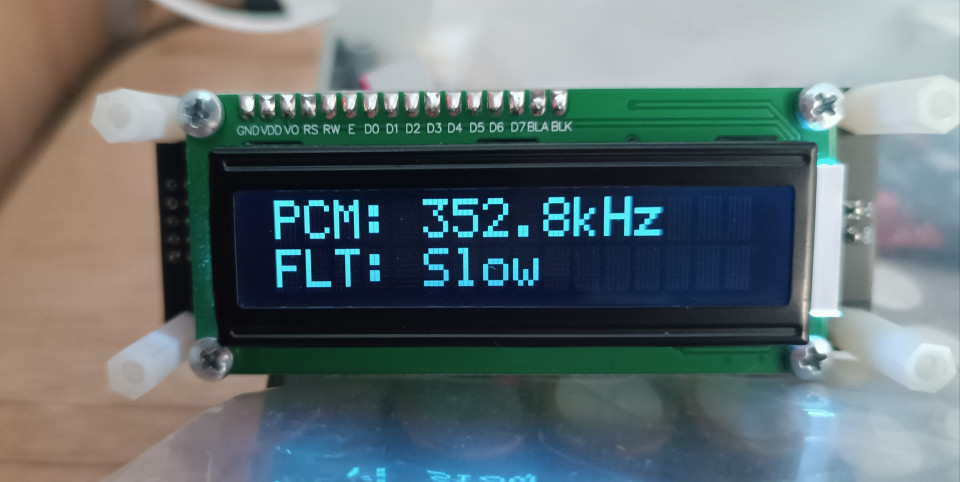 GND VDD VO RS RW E D0 D1 D2 D3 D4 D5 D6 D7 BLA BLK
PCM: 352.8kHz
FLT: Slow